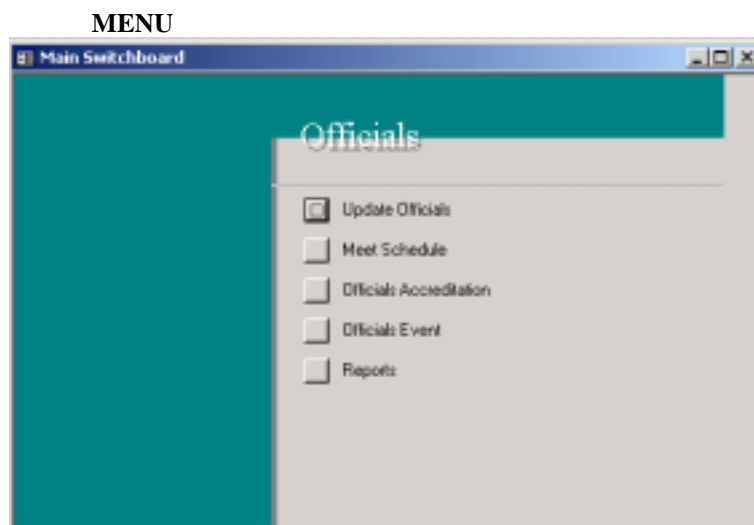 MENU
Main Switchboard
Officials
Update Officials
Meet Schedule
Officials Accreditation
Officials Event
Reports